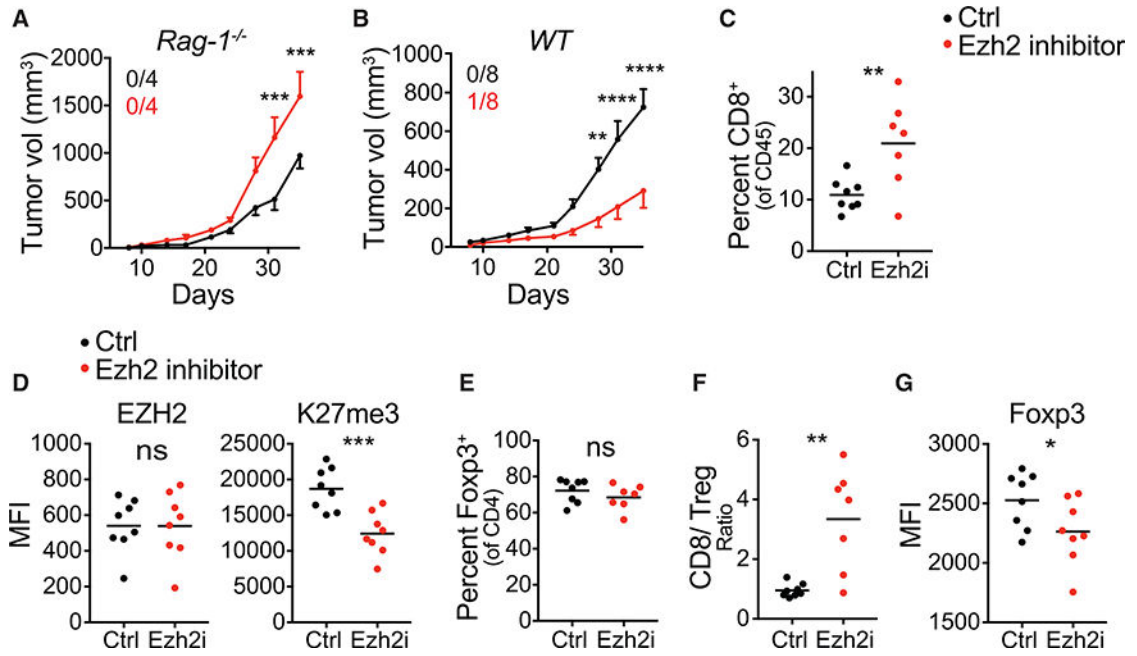 A
Rag-1-/-
Tumor vol (mm3)
2000
1500
1000
500
0
0/4
0/4
***
***
10 20 30
Days
B
WT
Tumor vol (mm3)
1000
800
600
400
200
0
0/8
1/8
**
****
****
10 20 30
Days
C
Ctrl
Ezh2 inhibitor
Percent CD8+
(of CD45)
30
20
10
0
**
Ctrl Ezh2i
Ctrl
Ezh2 inhibitor
D
EZH2
MFI
1000
800
600
400
200
0
ns
Ctrl Ezh2i
K27me3
25000
20000
15000
10000
5000
0
***
Ctrl Ezh2i
E
Percent Foxp3+
(of CD4)
100
80
60
40
20
0
ns
Ctrl Ezh2i
F
CD8/ Treg
Ratio
6
4
2
0
**
Ctrl Ezh2i
G
Foxp3
MFI
3000
2500
2000
1500
*
Ctrl Ezh2i